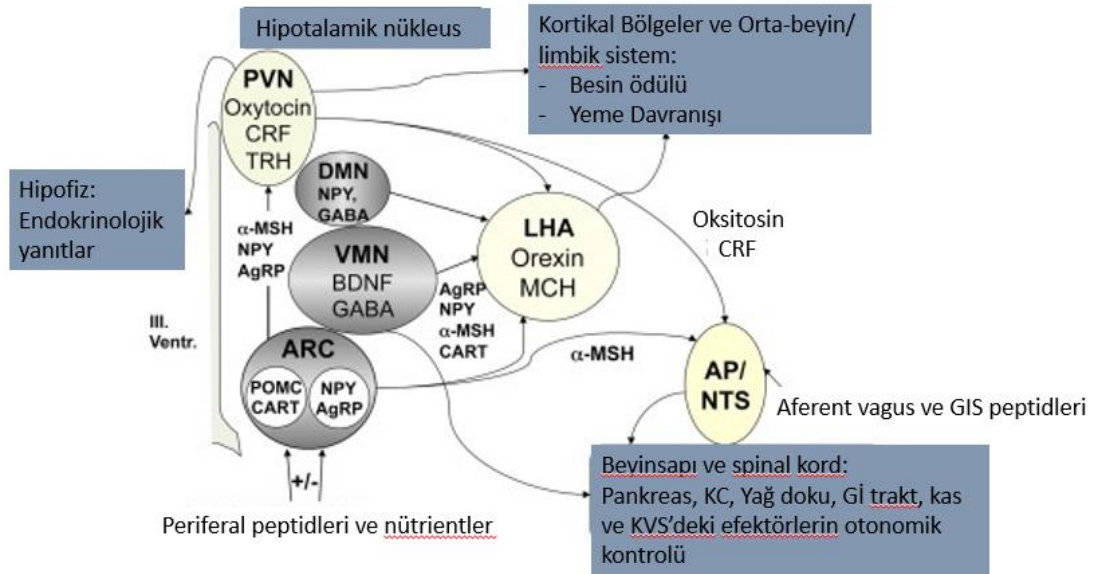 Hipotalamik nükleus
Kortikal Bölgeler ve Orta-beyin/
limbik sistem:
- Besin ödülü
- Yeme Davranışı
PVN
Oxytocin
CRF
TRH
Hipofiz:
Endokrinolojik
yanıtlar
DMN
NPY,
GABA
α-MSH
NPY
AgRP
VMN
BDNF
GABA
LHA
Orexin
MCH
Oksitosin
CRF
AgRP
NPY
α-MSH
CART
III.
Ventr.
ARC
POMC
CART
NPY
AgRP
α-MSH
AP/
NTS
Aferent vagus ve GIS peptidleri
+/-
Periferal peptidleri ve nütrientler
Beyinsapı ve spinal kord:
Pankreas, KC, Yağ doku, Gİ trakt, kas
ve KVS’deki efektörlerin otonomik
kontrolü